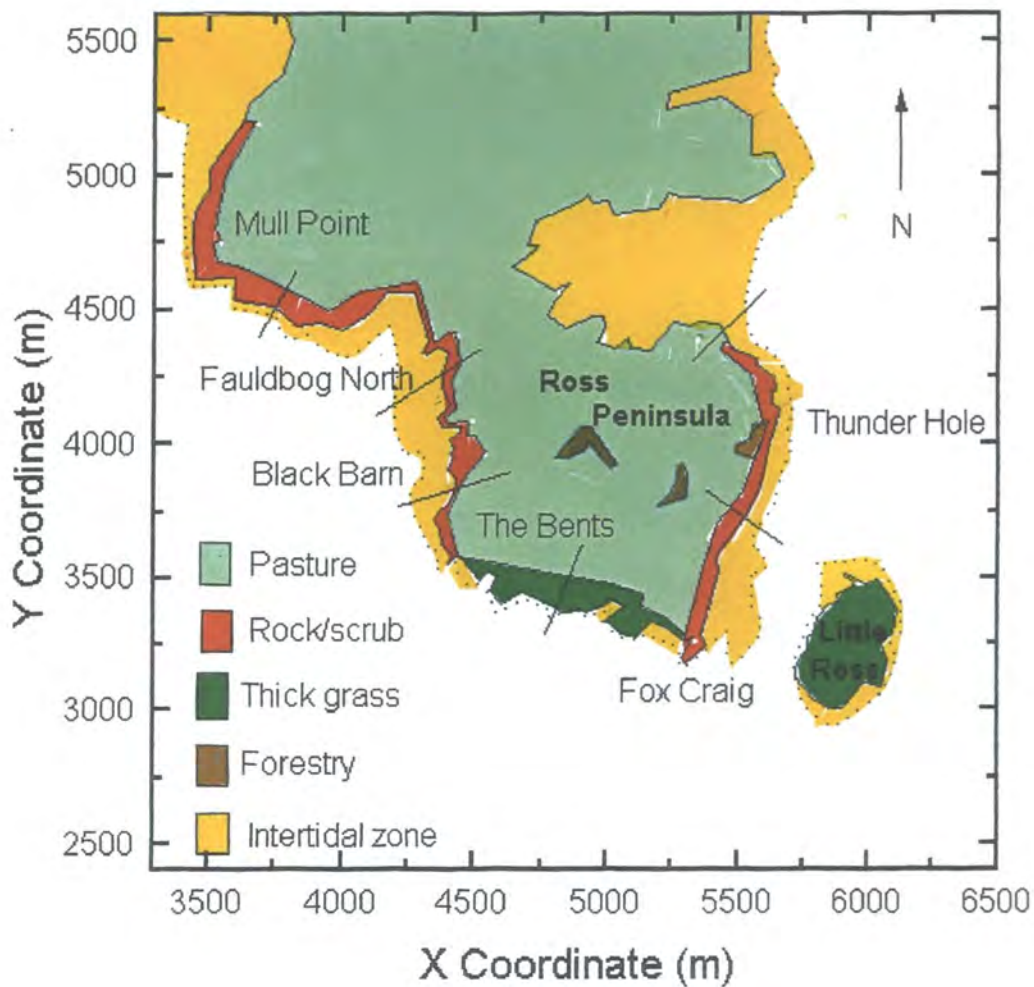 5500
5000
4500
4000
3500
3000
2500
Y Coordinate (m)
N
Mull Point
Fauldbog North
Ross
Peninsula
Thunder Hole
Black Barn
The Bents
Little
Ross
Fox Craig
Pasture
Rock/scrub
Thick grass
Forestry
Intertidal zone
3500 4000 4500 5000 5500 6000 6500
X Coordinate (m)